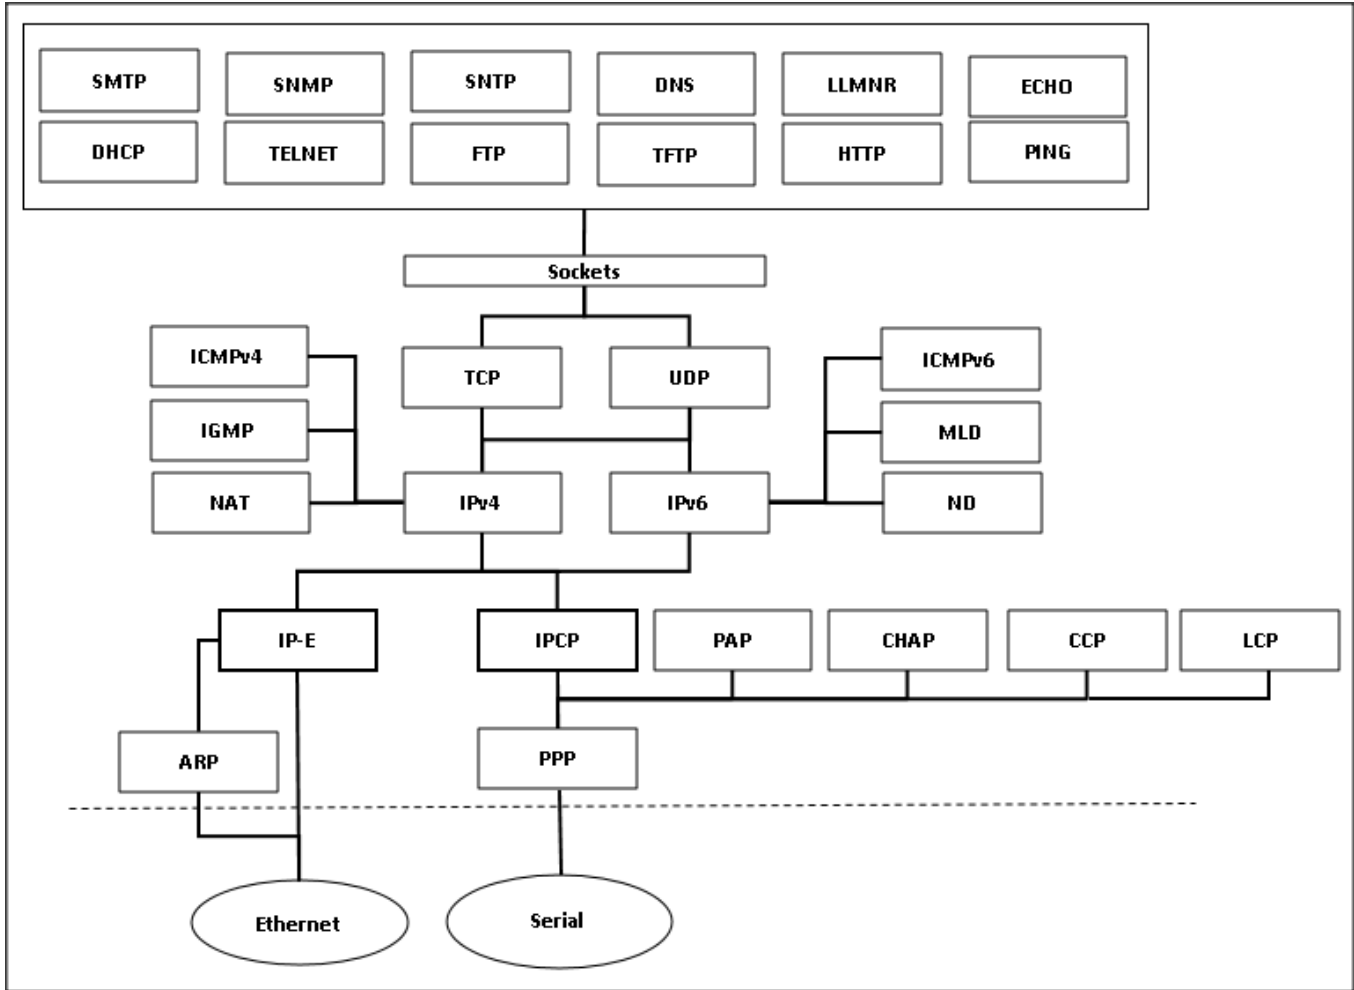 SMTP
SNMP
SNTP
DNS
LLMNR
ECHO
DHCP
TELNET
FTP
TFTP
HTTP
PING
Sockets
ICMPv4
TCP
UDP
ICMPv6
IGMP
MLD
NAT
IPv4
IPv6
ND
IP-E
IPCP
PAP
CHAP
CCP
LCP
ARP
PPP
Ethernet
Serial